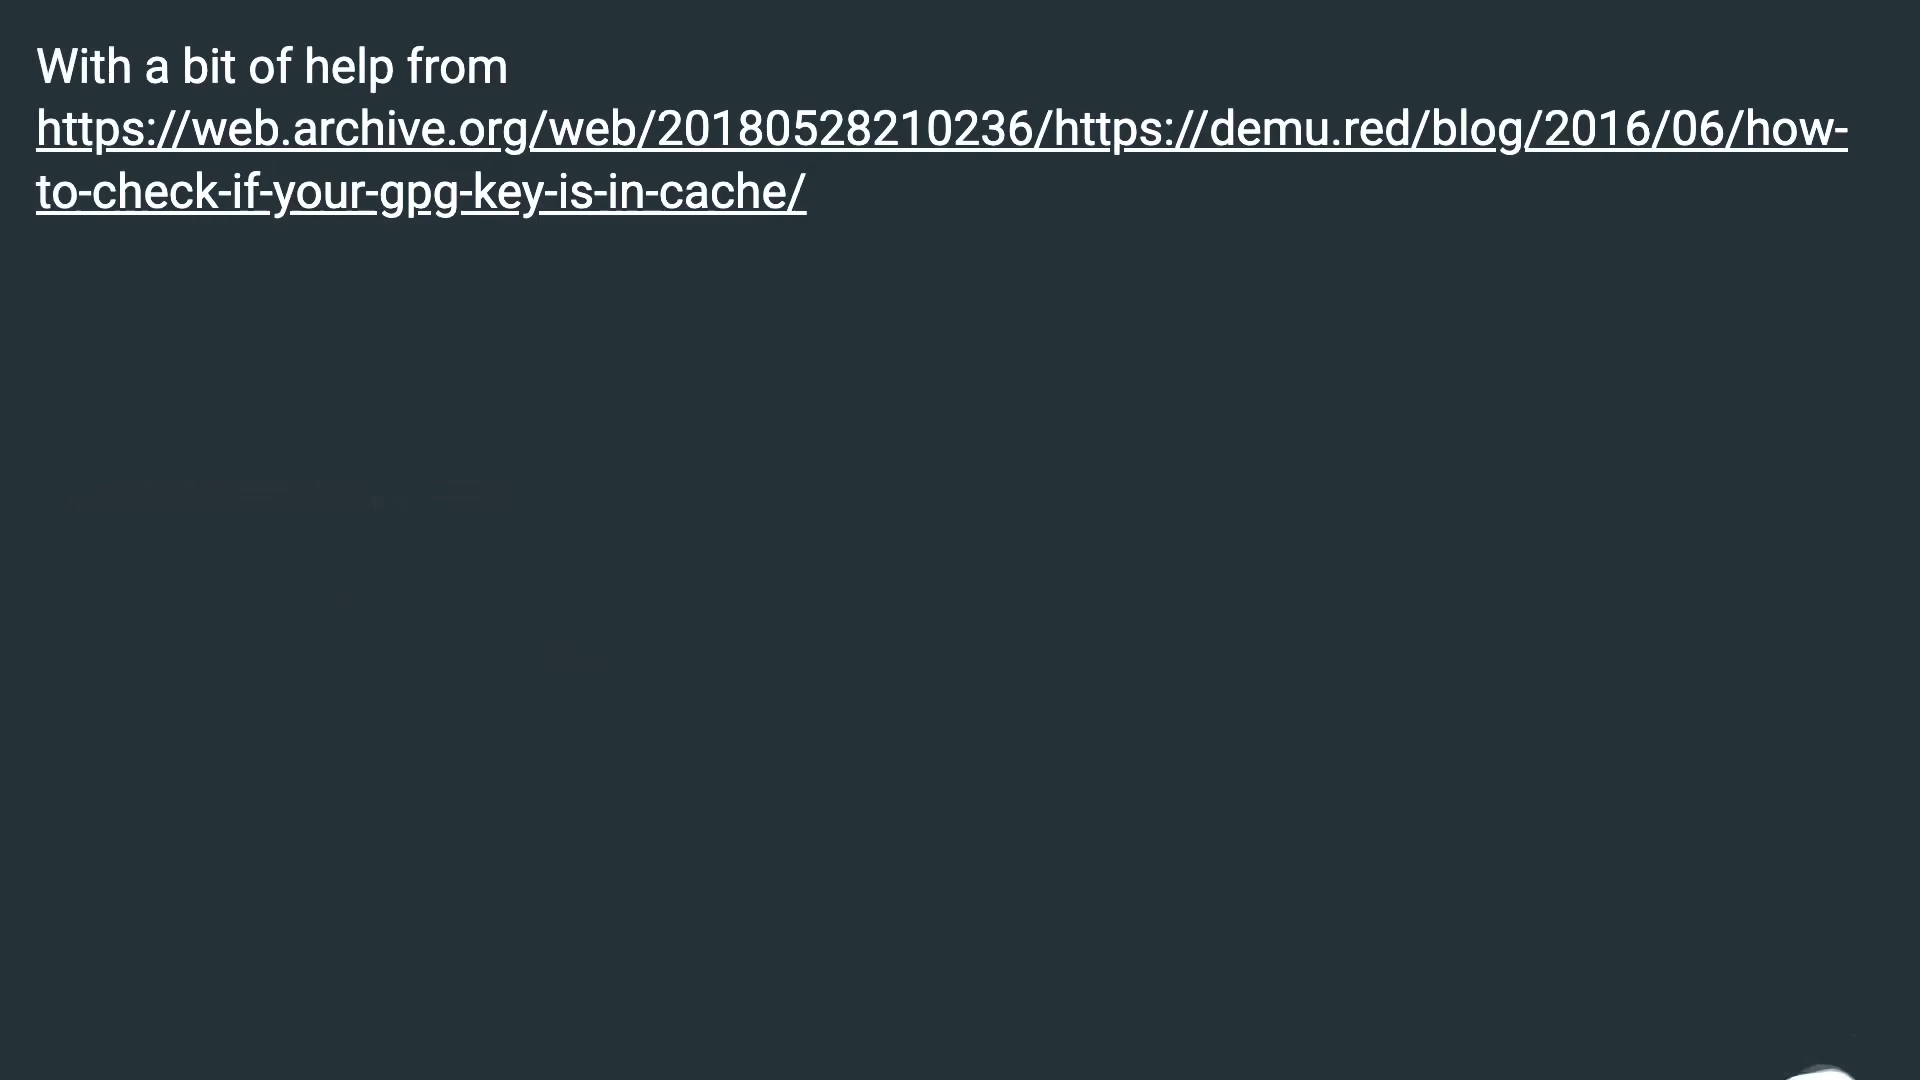 With a bit of help from
https://web.archive.org/web/20180528210236/https://demu.red/blog/2016/06/how-
to-check-if-your-gpg-key-is-in-cache/